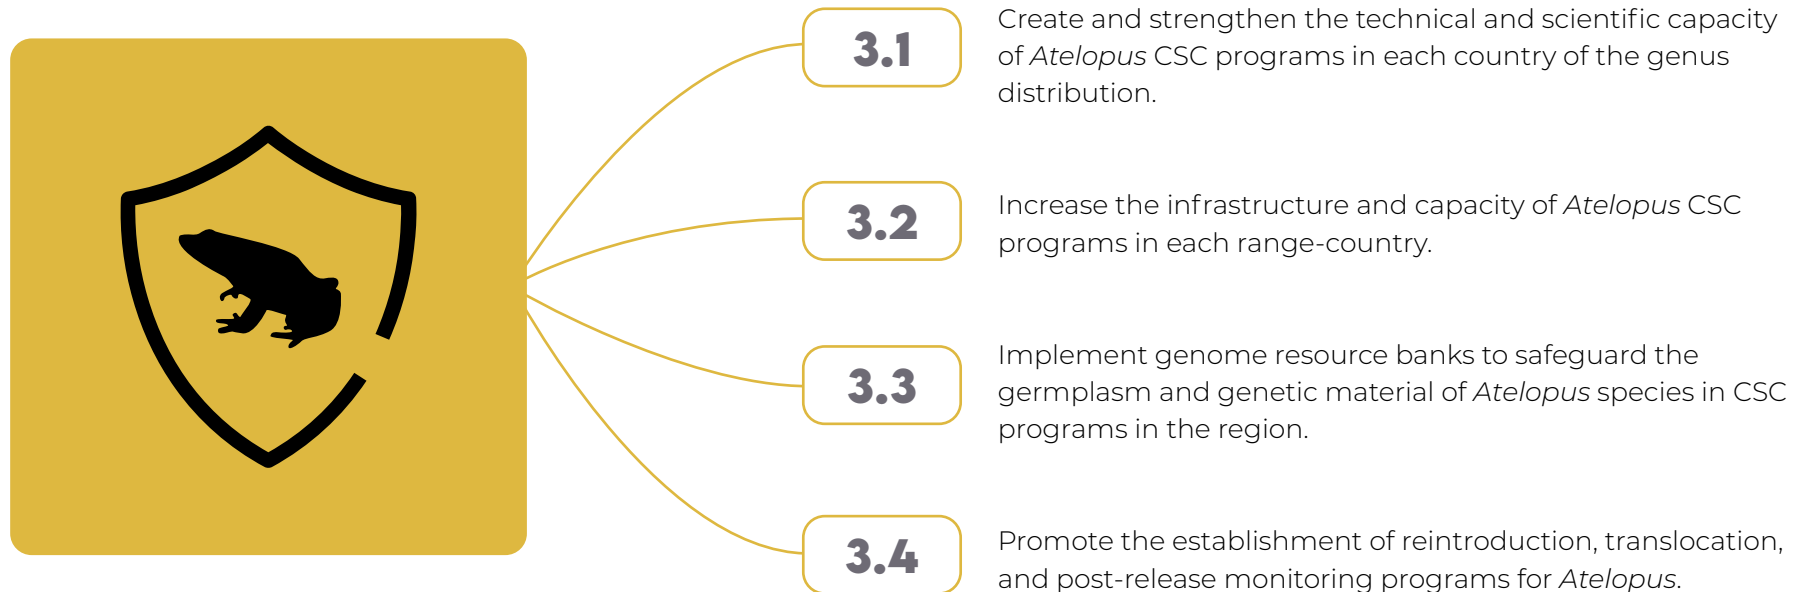 3.1
Create and strengthen the technical and scientific capacity
of Atelopus CSC programs in each country of the genus
distribution.
3.2
Increase the infrastructure and capacity of Atelopus CSC
programs in each range-country.
3.3
Implement genome resource banks to safeguard the
germplasm and genetic material of Atelopus species in CSC
programs in the region.
3.4
Promote the establishment of reintroduction, translocation,
and post-release monitoring programs for Atelopus.